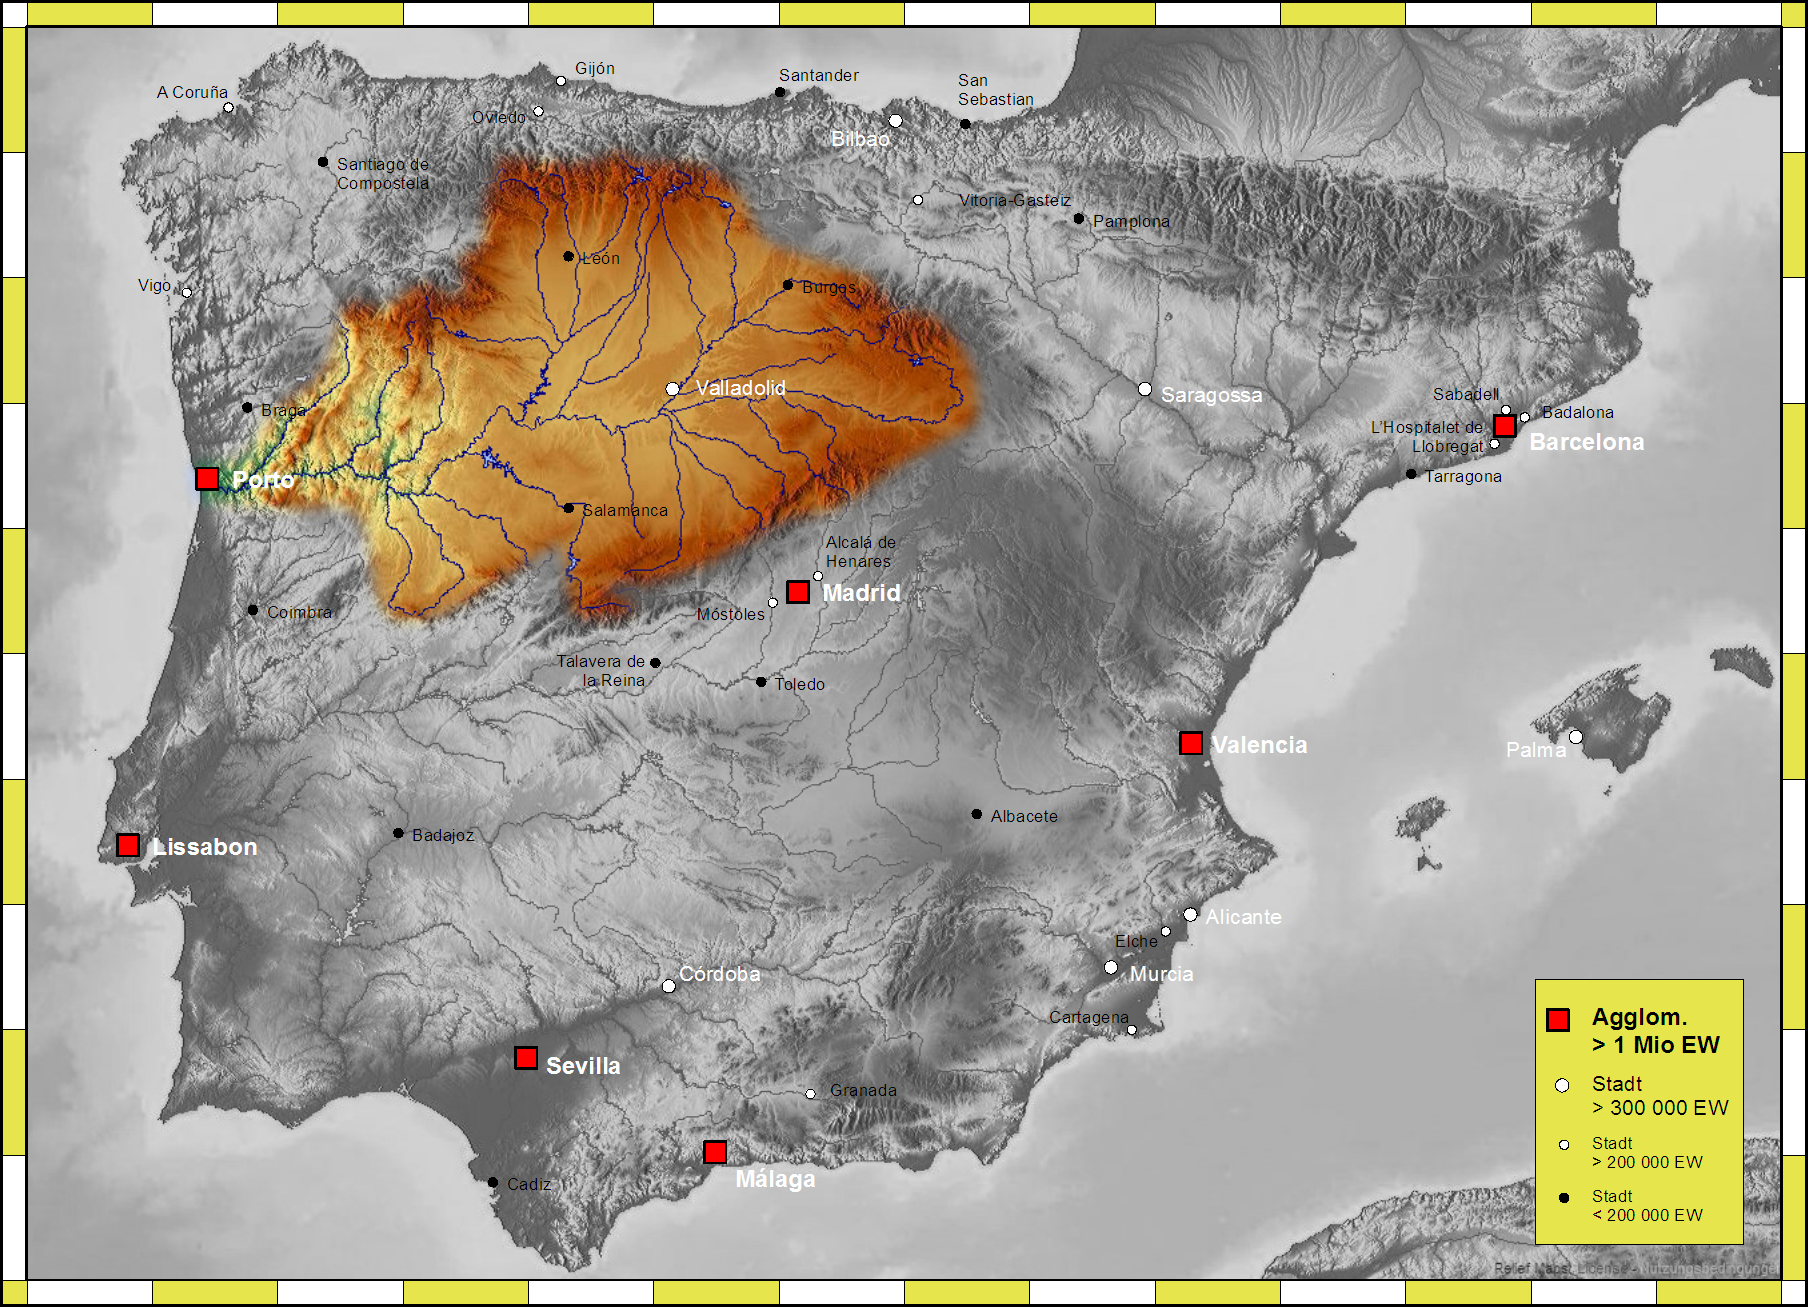 Gijón
Santander
San
Sebastian
A Coruña
Oviedo
Bilbao
Santiago de
Compostela
Vitoria-Gasteiz
Pamplona
León
Vigo
Burgos
Valladolid
Saragossa
Sabadell
Badalona
L'Hospitalet de
Llobregat
Barcelona
Braga
Porto
Tarragona
Salamanca
Alcalá de
Henares
Madrid
Coimbra
Móstoles
Talavera de
la Reina
Toledo
Valencia
Palma
Albacete
Badajoz
Lissabon
Alicante
Elche
Córdoba
Murcia
Cartagena
Sevilla
Granada
Málaga
Cadiz
Agglom.
> 1 Mio EW
Stadt
> 300 000 EW
Stadt
> 200 000 EW
Stadt
< 200 000 EW
Relief Maps: License - Nutzungsbedingungen